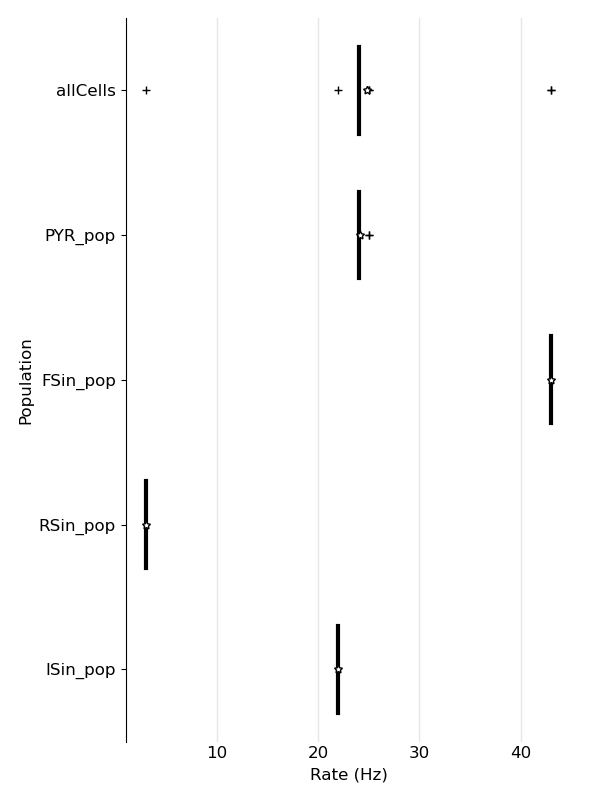 allCells
PYR_pop
FSin_pop
RSin_pop
ISin_pop
Population
10 20 30 40
Rate (Hz)